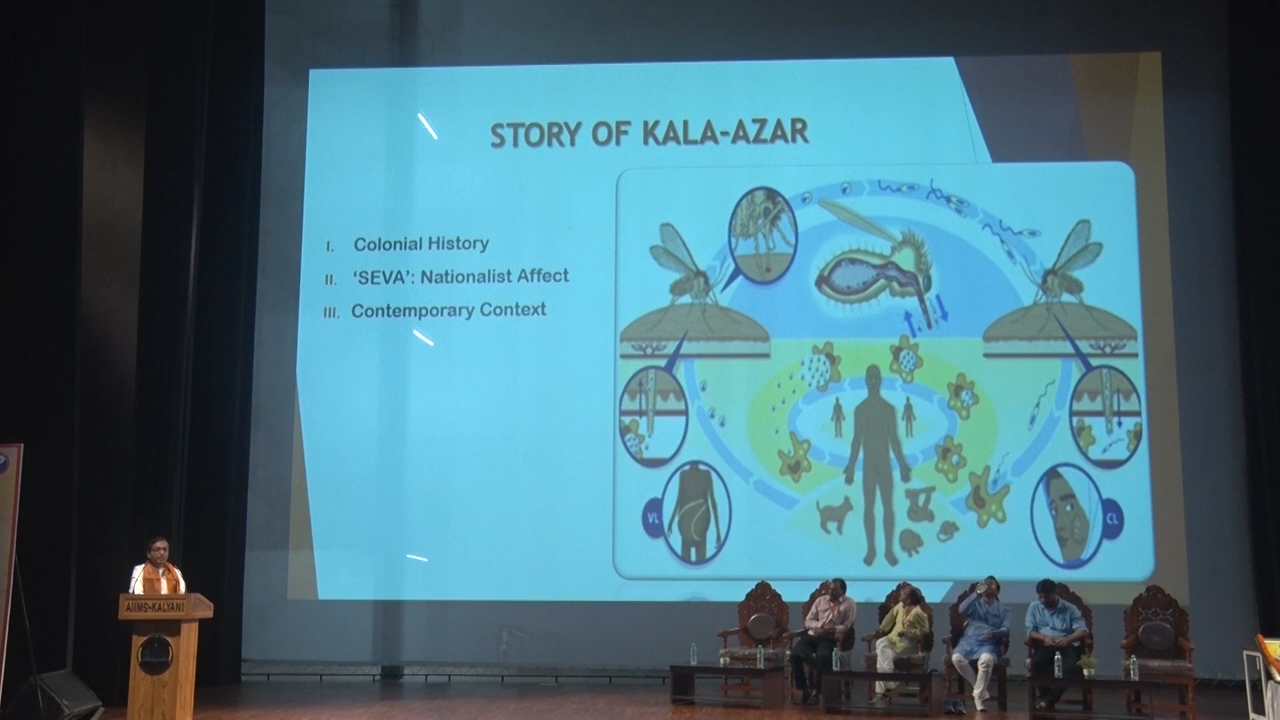 STORY OF KALA-AZAR
I. Colonial History
II. ‘SEVA’: Nationalist Affect
III. Contemporary Context
VL
CL
AIIMS-KALYANI